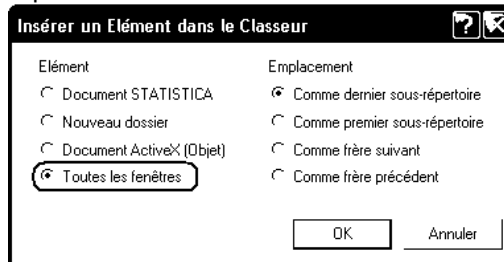 Insérer un Elément dans le Classeur
Elément
Document STATISTICA
Nouveau dossier
Document ActiveX (Objet)
Toutes les fenêtres
Emplacement
Comme dernier sous-répertoire
Comme premier sous-répertoire
Comme frère suivant
Comme frère précédent
OK
Annuler